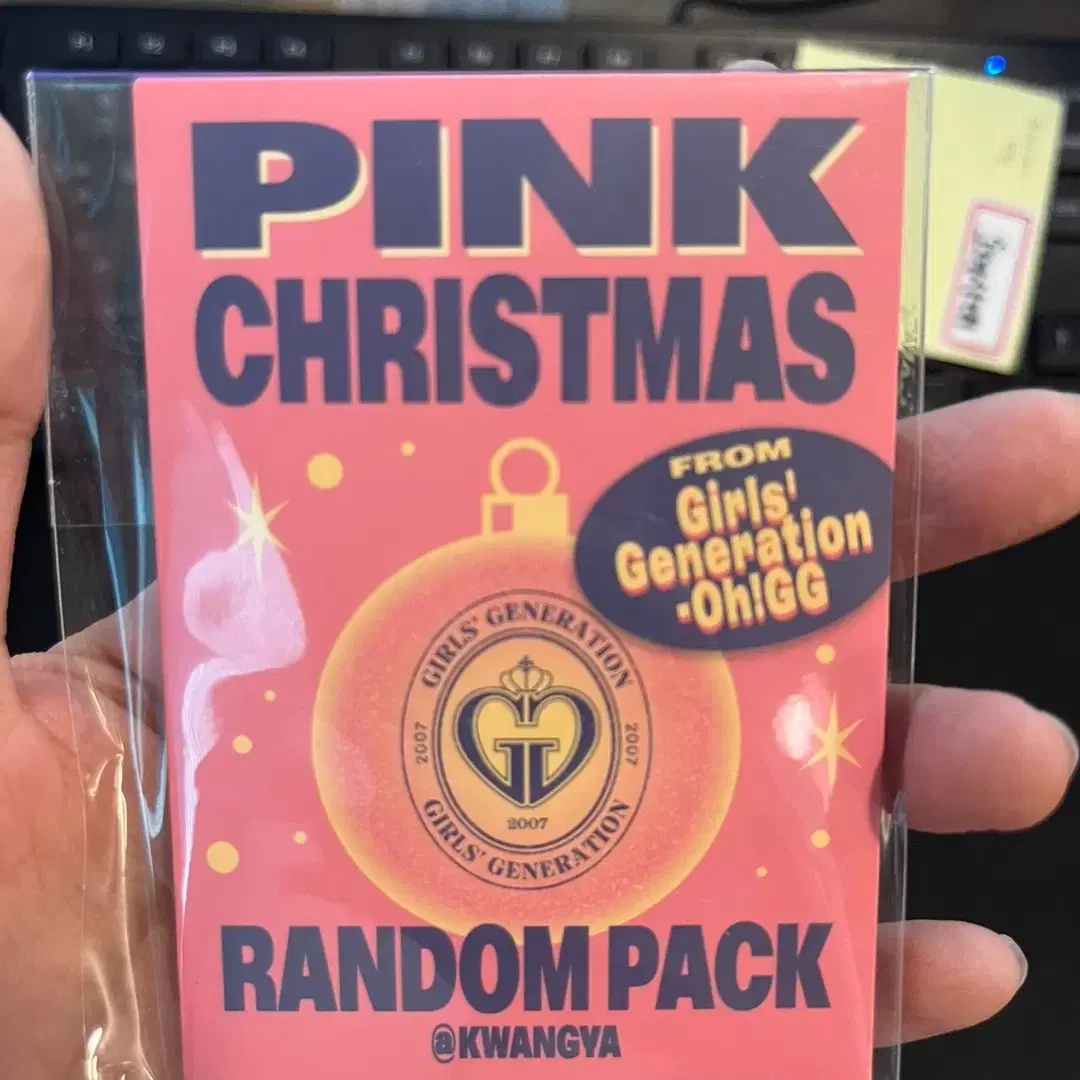 PINK
CHRISTMAS
FROM
Girls'
Generation
-Oh!GG
GIRLS' GENERATION
2007
2007
2007
GIRLS' GENERATION
RANDOM PACK
@KWANGYA